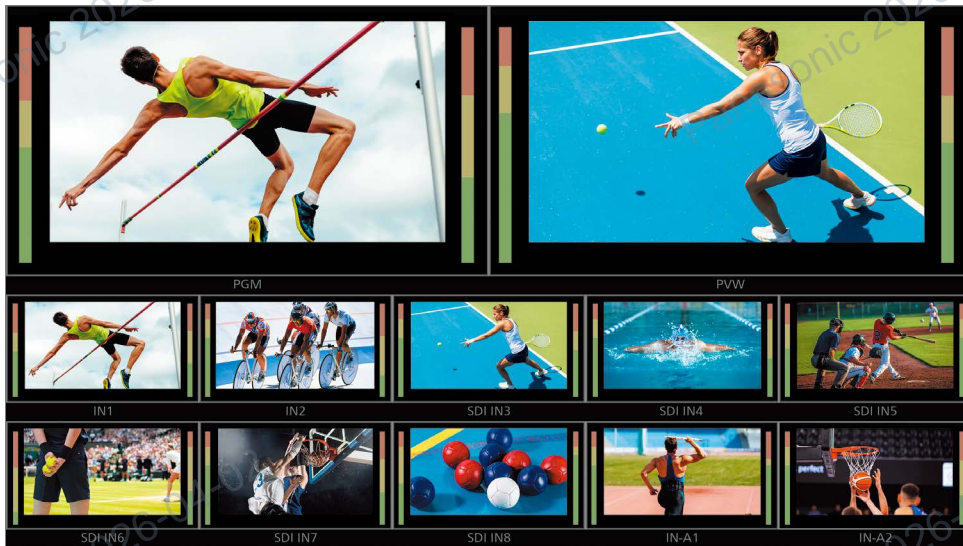 PGM
PVW
IN1
IN2
SDI IN3
SDI IN4
SDI IN5
SDI IN6
SDI IN7
SDI IN8
IN-A1
IN-A2
perfect